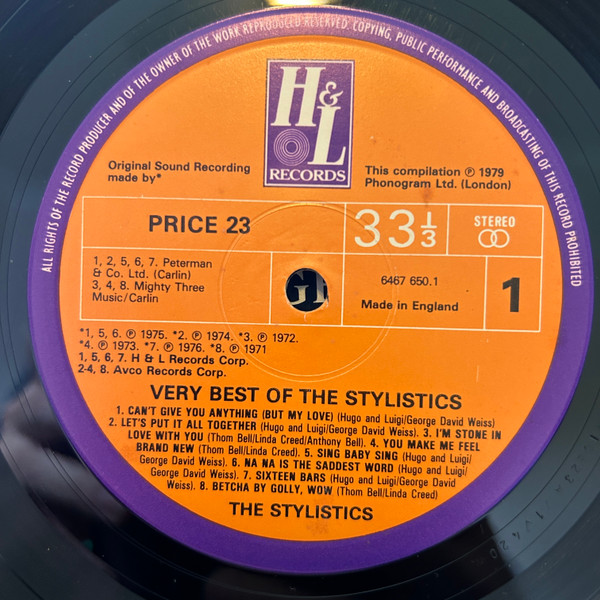 ALL RIGHTS OF THE RECORD PRODUCER AND OF THE OWNER OF THE WORK REPRODUCED RESERVED. COPYING, PUBLIC PERFORMANCE AND BROADCASTING OF THIS RECORD PROHIBITED
H&L
RECORDS
Original Sound Recording
made by*
This compilation ℗ 1979
Phonogram Ltd. (London)
PRICE 23
33⅓
STEREO
1, 2, 5, 6, 7. Peterman
& Co. Ltd. (Carlin)
3, 4, 8. Mighty Three
Music/Carlin
6467 650.1
Made in England
1
*1, 5, 6. ℗ 1975. *2. ℗ 1974. *3. ℗ 1972.
*4. ℗ 1973. *7. ℗ 1976. *8. ℗ 1971
1, 5, 6, 7. H & L Records Corp.
2-4, 8. Avco Records Corp.
VERY BEST OF THE STYLISTICS
1. CAN'T GIVE YOU ANYTHING (BUT MY LOVE) (Hugo and Luigi/George David Weiss)
2. LET'S PUT IT ALL TOGETHER (Hugo and Luigi/George David Weiss). 3. I'M STONE IN
LOVE WITH YOU (Thom Bell/Linda Creed/Anthony Bell). 4. YOU MAKE ME FEEL
BRAND NEW (Thom Bell/Linda Creed). 5. SING BABY SING (Hugo and Luigi/
George David Weiss). 6. NA NA IS THE SADDEST WORD (Hugo and Luigi/
George David Weiss). 7. SIXTEEN BARS (Hugo and Luigi/George David
Weiss). 8. BETCHA BY GOLLY, WOW (Thom Bell/Linda Creed)
THE STYLISTICS